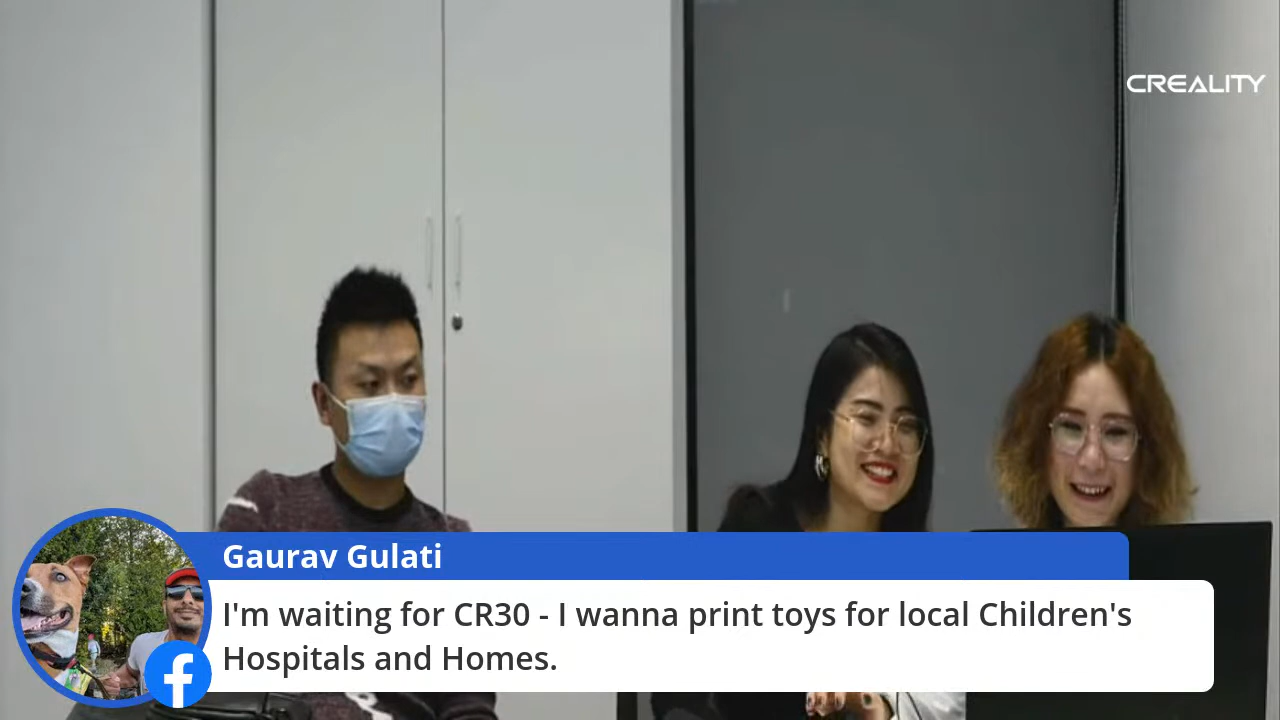 CREALITY
Gaurav Gulati
I'm waiting for CR30 - I wanna print toys for local Children's
Hospitals and Homes.